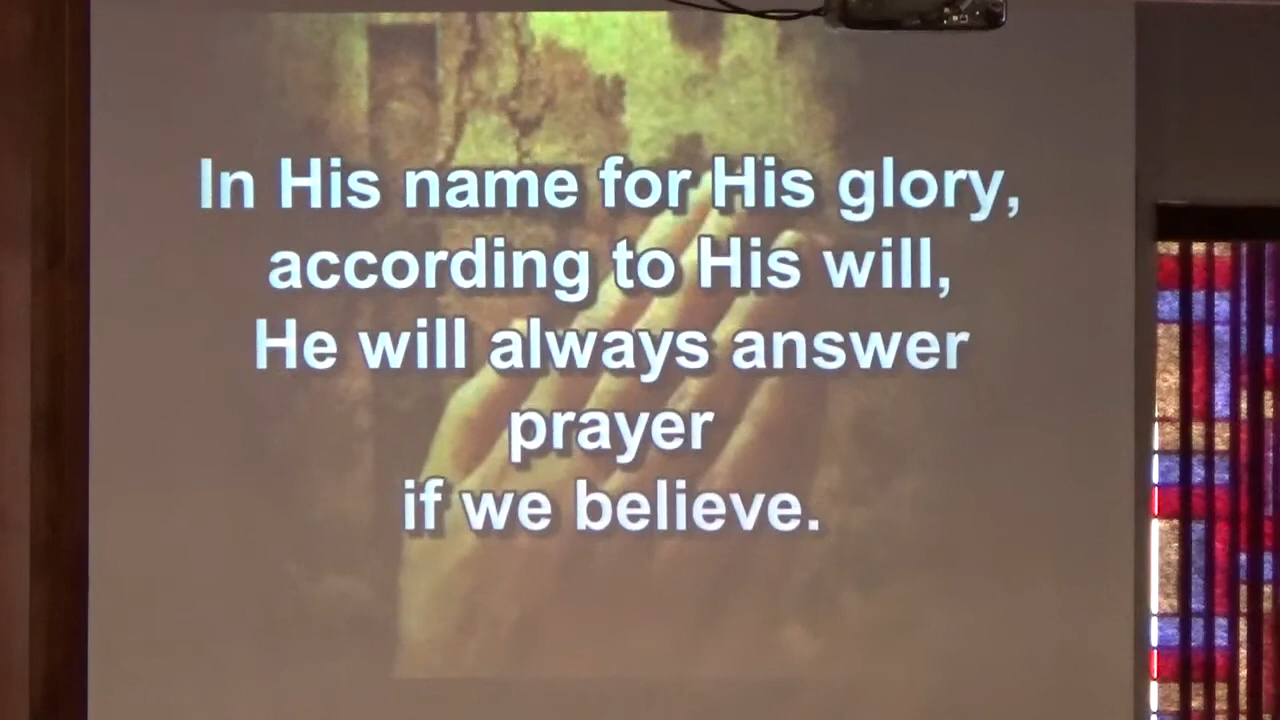 In His name for His glory,
according to His will,
He will always answer
prayer
if we believe.